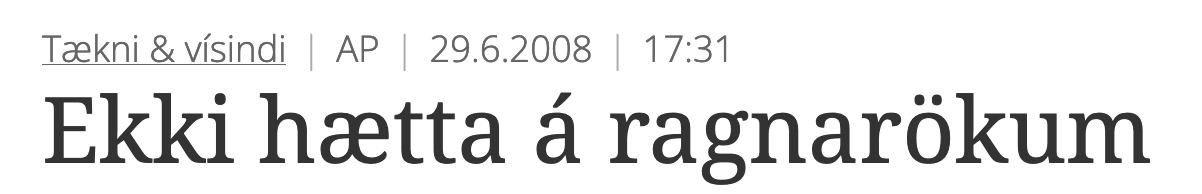 Tækni & vísindi | AP | 29.6.2008 | 17:31
Ekki hætta á ragnarökum